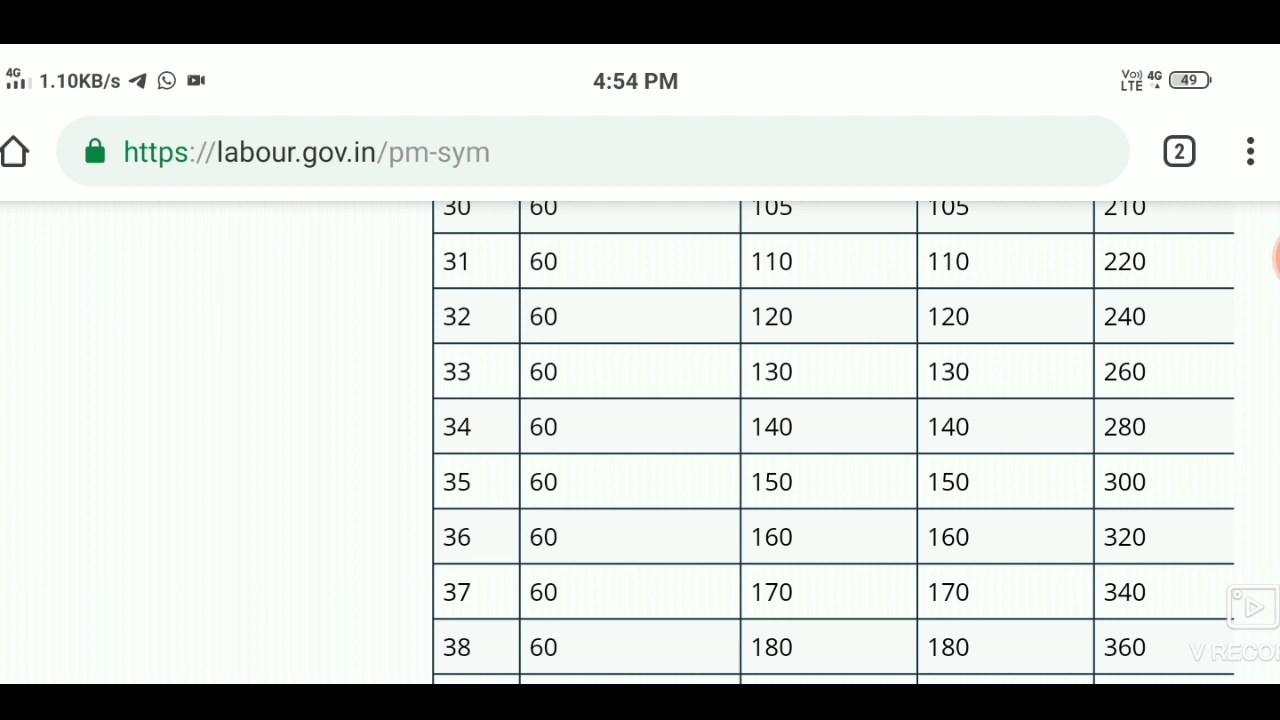 4G 1.10KB/s 4:54 PM Vo) LTE 4G 49
https://labour.gov.in/pm-sym 2
30 60 105 105 210
31 60 110 110 220
32 60 120 120 240
33 60 130 130 260
34 60 140 140 280
35 60 150 150 300
36 60 160 160 320
37 60 170 170 340
38 60 180 180 360
V RECOR